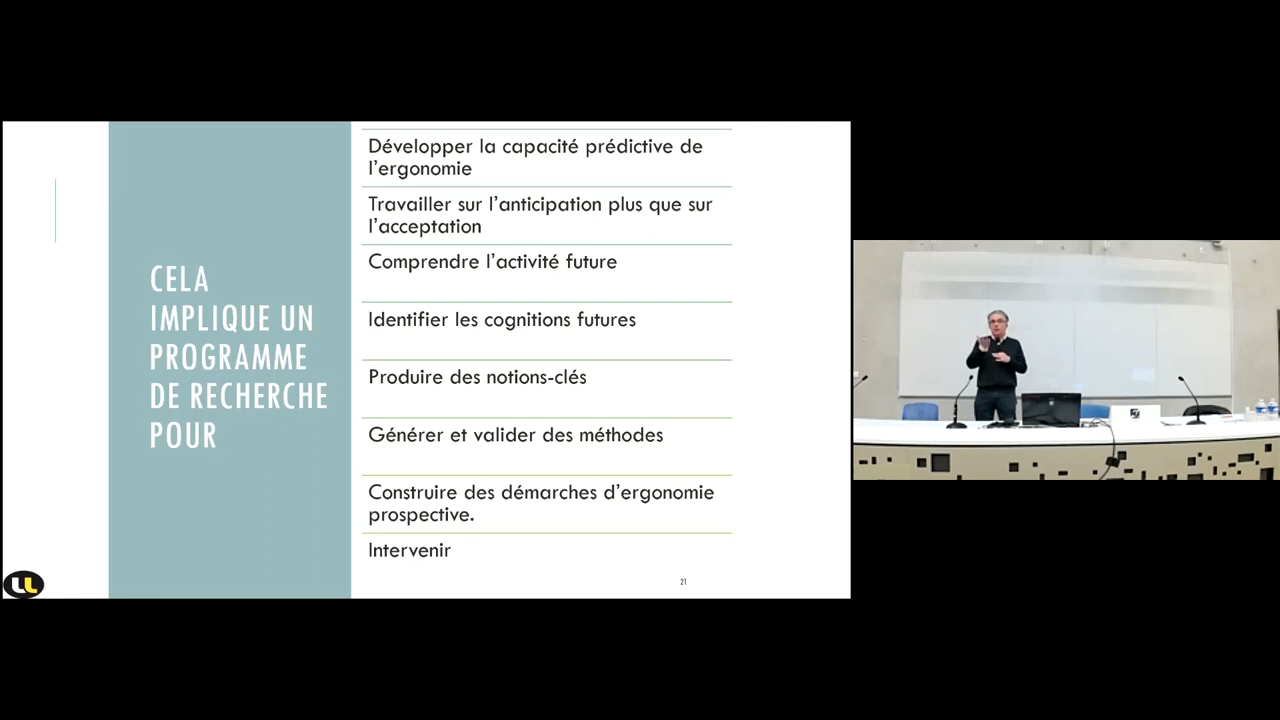 CELA
IMPLIQUE UN
PROGRAMME
DE RECHERCHE
POUR
Développer la capacité prédictive de
l'ergonomie
Travailler sur l'anticipation plus que sur
l'acceptation
Comprendre l'activité future
Identifier les cognitions futures
Produire des notions-clés
Générer et valider des méthodes
Construire des démarches d'ergonomie
prospective.
Intervenir
21
UL